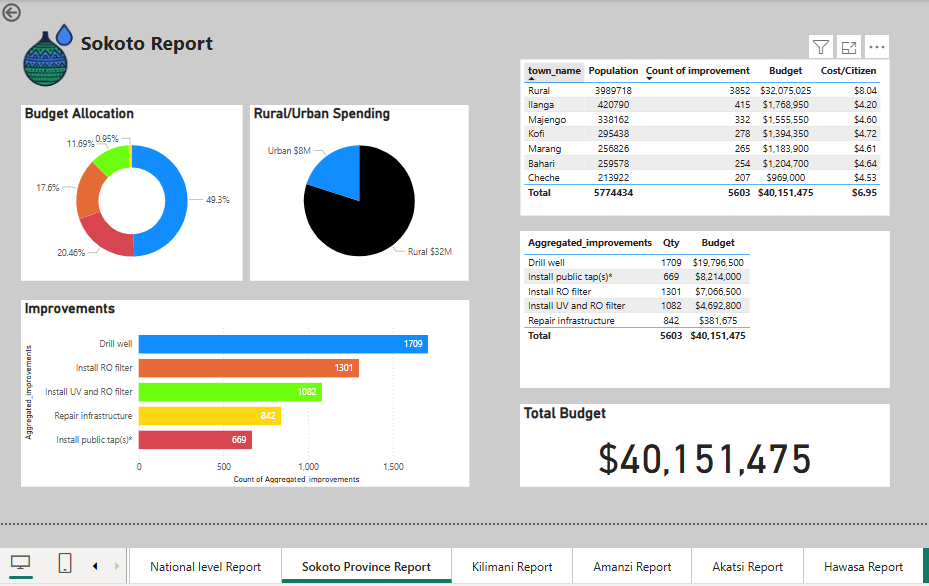 Sokoto Report
Budget Allocation
0.95%
11.69%
17.6%
20.46%
49.3%
Rural/Urban Spending
Urban $8M
Rural $32M
town_name Population Count of improvement Budget Cost/Citizen
Rural 3989718 3852 $32,075,025 $8.04
Ilanga 420790 415 $1,768,950 $4.20
Majengo 338162 332 $1,555,550 $4.60
Kofi 295438 278 $1,394,350 $4.72
Marang 256826 265 $1,183,900 $4.61
Bahari 259578 254 $1,204,700 $4.64
Cheche 213922 207 $969,000 $4.53
Total 5774434 5603 $40,151,475 $6.95
Aggregated_improvements Qty Budget
Drill well 1709 $19,796,500
Install public tap(s)* 669 $8,214,000
Install RO filter 1301 $7,066,500
Install UV and RO filter 1082 $4,692,800
Repair infrastructure 842 $381,675
Total 5603 $40,151,475
Improvements
Aggregated_improvements
Drill well 1709
Install RO filter 1301
Install UV and RO filter 1082
Repair infrastructure 842
Install public tap(s)* 669
0 500 1,000 1,500
Count of Aggregated_improvements
Total Budget
$40,151,475
National level Report
Sokoto Province Report
Kilimani Report
Amanzi Report
Akatsi Report
Hawasa Report